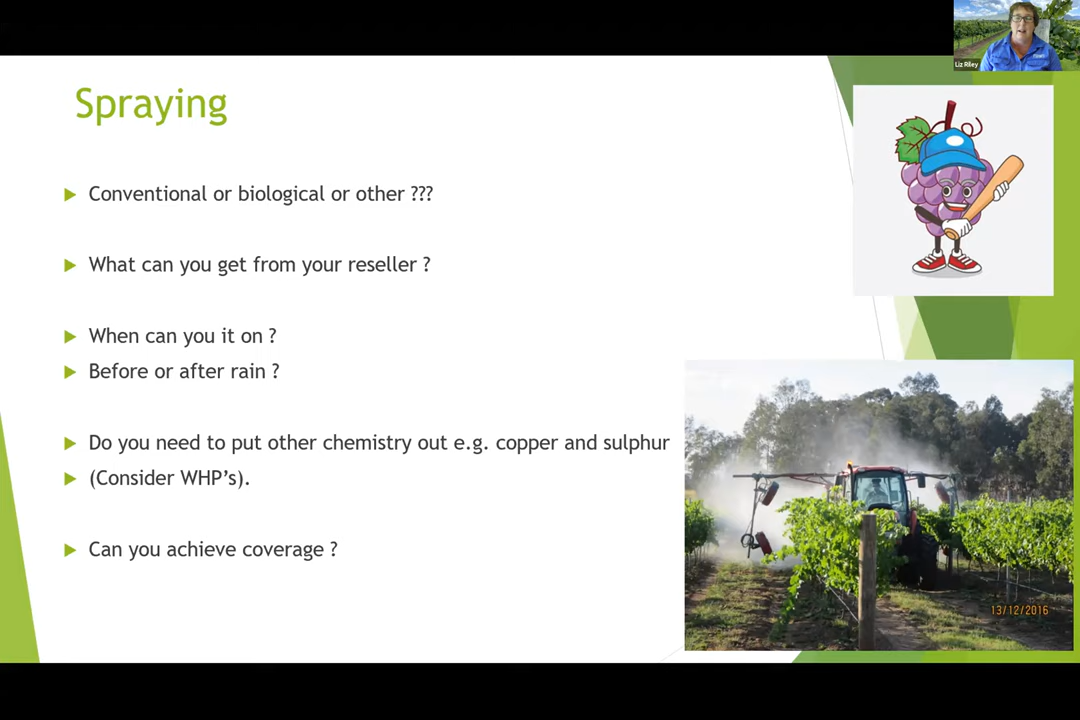 Liz Riley
Spraying
Conventional or biological or other ???
What can you get from your reseller ?
When can you it on ?
Before or after rain ?
Do you need to put other chemistry out e.g. copper and sulphur
(Consider WHP's).
Can you achieve coverage ?
13/12/2016